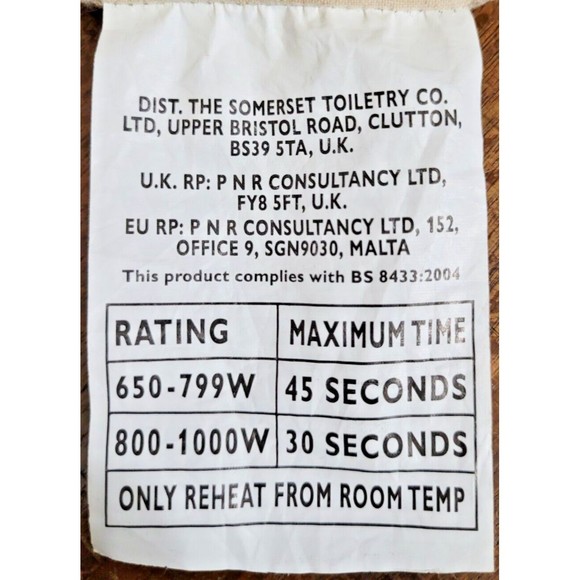 DIST. THE SOMERSET TOILETRY CO.
LTD, UPPER BRISTOL ROAD, CLUTTON,
BS39 5TA, U.K.
U.K. RP: P N R CONSULTANCY LTD,
FY8 5FT, U.K.
EU RP: P N R CONSULTANCY LTD, 152,
OFFICE 9, SGN9030, MALTA
This product complies with BS 8433:2004
RATING MAXIMUM TIME
650-799W 45 SECONDS
800-1000W 30 SECONDS
ONLY REHEAT FROM ROOM TEMP